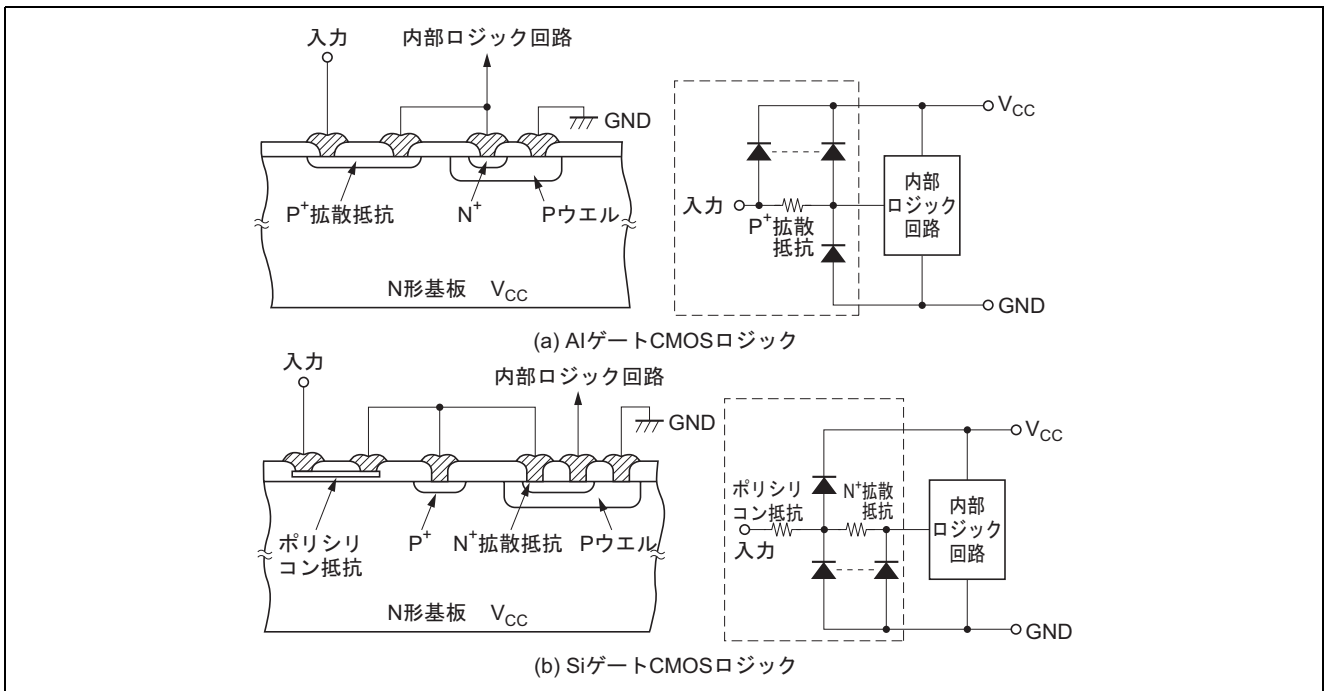 入力
内部ロジック回路
GND
P+拡散抵抗
N+
Pウエル
N形基板 VCC
VCC
入力
P+拡散
抵抗
内部
ロジック
回路
GND
(a) AlゲートCMOSロジック
入力
内部ロジック回路
GND
ポリシリ
コン抵抗
P+
N+拡散抵抗
Pウエル
N形基板 VCC
VCC
ポリシリ
コン抵抗
N+拡散
抵抗
入力
内部
ロジック
回路
GND
(b) SiゲートCMOSロジック